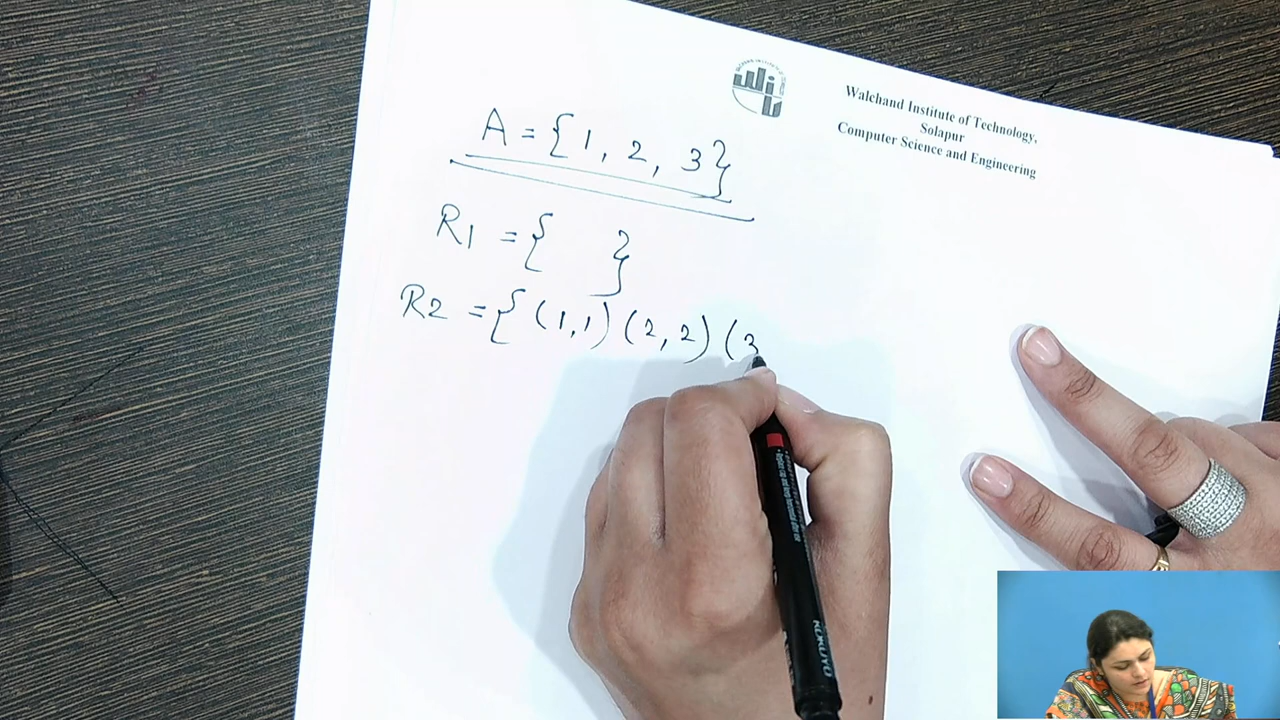 Walchand Institute of Technology,
Solapur
Computer Science and Engineering
A = {1, 2, 3}
R1 = { }
R2 = { (1,1) (2,2) (3
KOKUYO